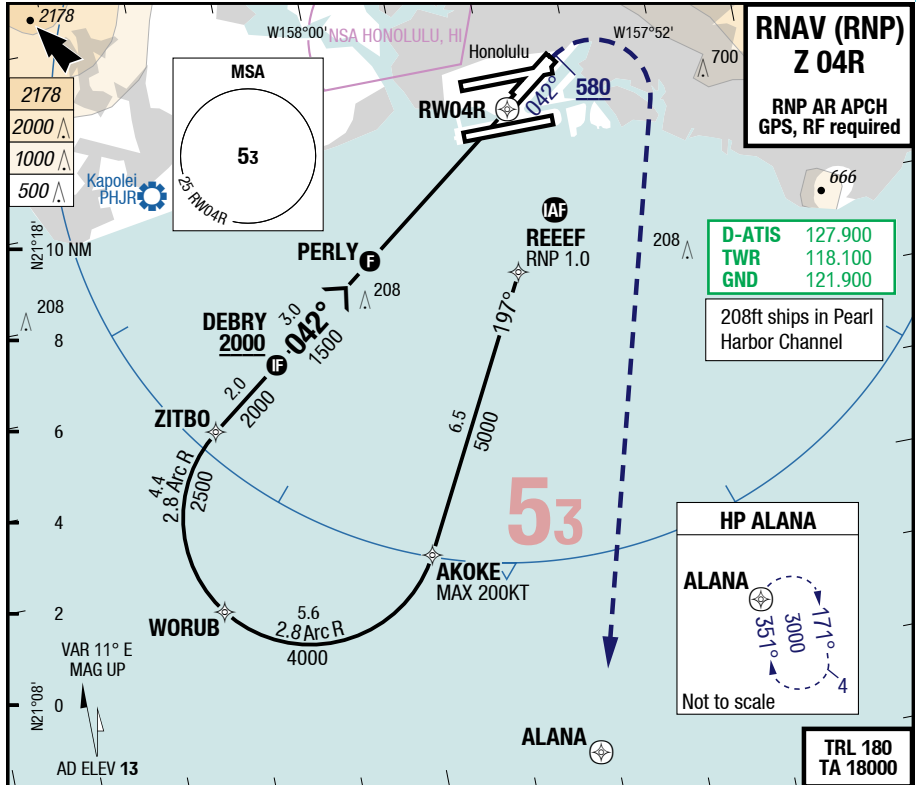 2178
2178
2000
1000
500
Kapolei
PHJR
MSA
53
25 RW04R
W158°00'
NSA HONOLULU, HI
Honolulu
W157°52'
RW04R
042°
580
700
RNAV (RNP)
Z 04R
RNP AR APCH
GPS, RF required
666
N21°18'
10 NM
8
6
4
2
0
N21°08'
208
PERLY
F
208
DEBRY
2000
IF
3.0
042°
1500
2.0
2000
ZITBO
4.4
2.8 Arc R
2500
WORUB
5.6
2.8 Arc R
4000
AKOKE
MAX 200KT
6.5
5000
197°
IAF
REEEF
RNP 1.0
208
D-ATIS 127.900
TWR 118.100
GND 121.900
208ft ships in Pearl
Harbor Channel
53
HP ALANA
ALANA
351°
3000
171°
4
Not to scale
ALANA
VAR 11° E
MAG UP
AD ELEV 13
TRL 180
TA 18000